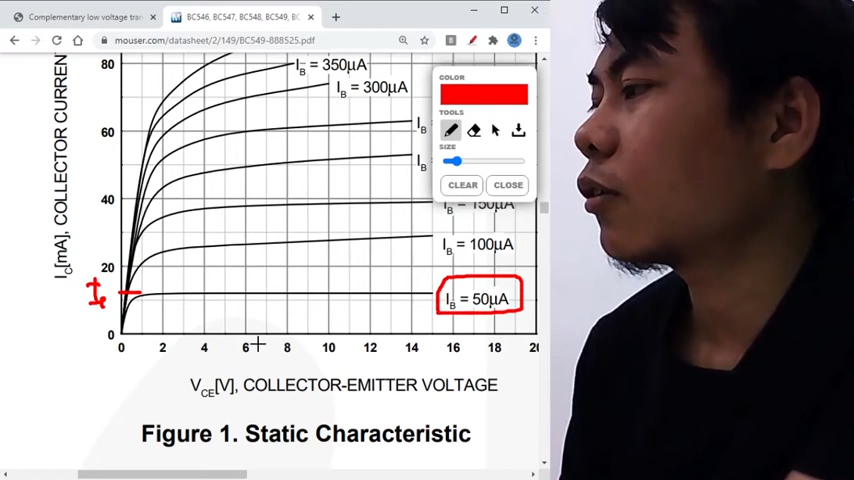 Complementary low voltage tran
BC546, BC547, BC548, BC549,
mouser.com/datasheet/2/149/BC549-888525.pdf
COLOR
TOOLS
SIZE
CLEAR
CLOSE
80
60
40
20
0
IC[mA], COLLECTOR CURREN
IB = 350μA
IB = 300μA
IB
IB
IB = 150μA
IB = 100μA
IB = 50μA
0 2 4 6 8 10 12 14 16 18 20
VCE[V], COLLECTOR-EMITTER VOLTAGE
Figure 1. Static Characteristic